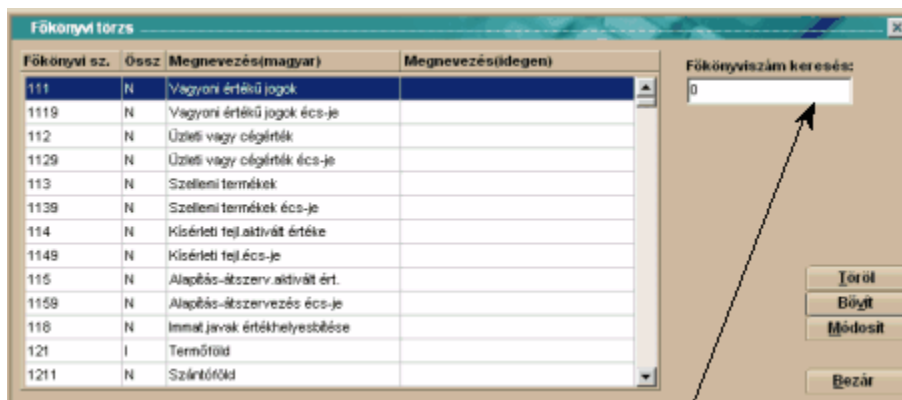 Főkönyvi törzs
Főkönyvi sz. Össz Megnevezés(magyar) Megnevezés(idegen)
111 N Vagyoni értékű jogok
1119 N Vagyoni értékű jogok écs-je
112 N Üzleti vagy cégérték
1129 N Üzleti vagy cégérték écs-je
113 N Szellemi termékek
1139 N Szellemi termékek écs-je
114 N Kísérleti fejl.aktivált értéke
1149 N Kísérleti fejl.écs-je
115 N Alapítás-átszerv.aktivált ért.
1159 N Alapítás-átszervezés écs-je
118 N Immat.javak értékhelyesbítése
121 I Termőföld
1211 N Szántóföld
Főkönyviszám keresés:
0
Töröl
Bővít
Módosít
Bezár